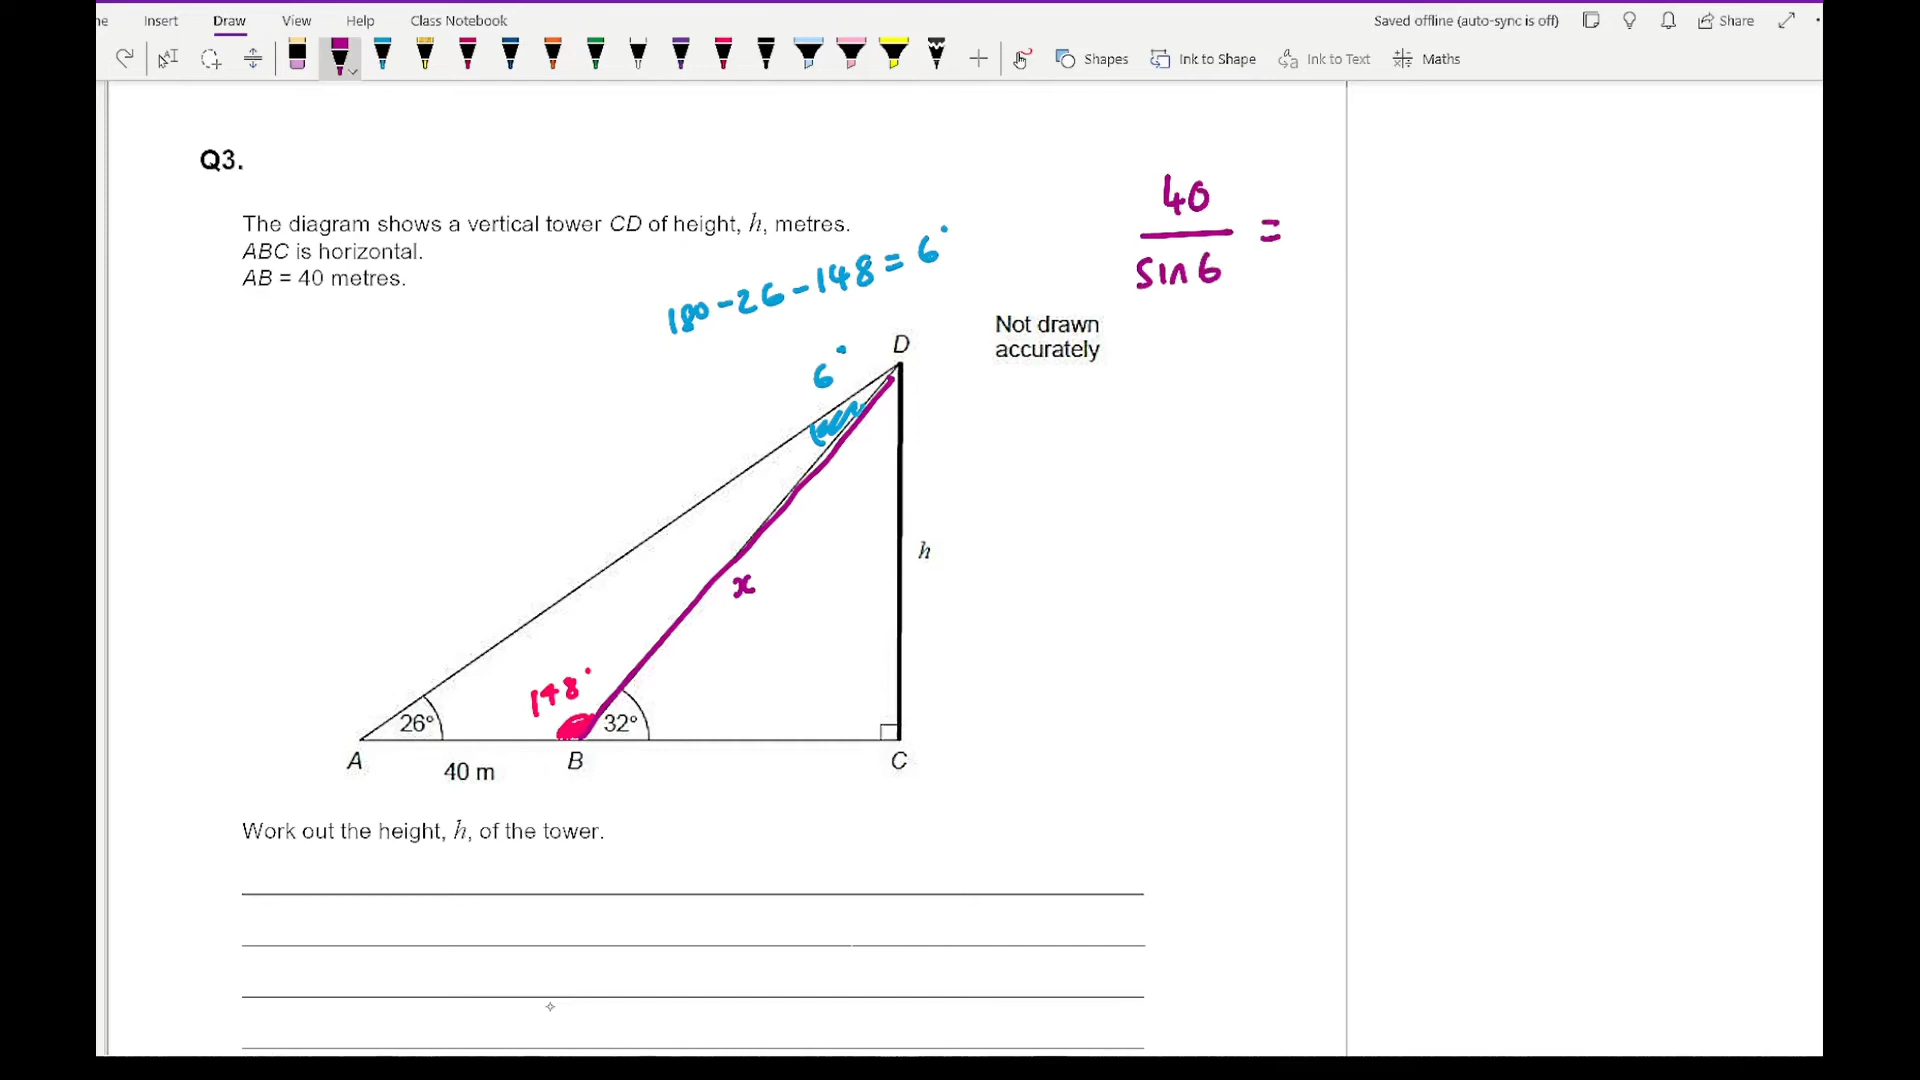 Insert Draw View Help Class Notebook Saved offline (auto-sync is off) Share
Shapes Ink to Shape Ink to Text Maths
Q3.
The diagram shows a vertical tower CD of height, h, metres.
ABC is horizontal.
AB = 40 metres.
180-26-148=6°
40
sin6
=
Not drawn
accurately
D
6°
h
x
148°
26°
32°
A
B
C
40 m
Work out the height, h, of the tower.